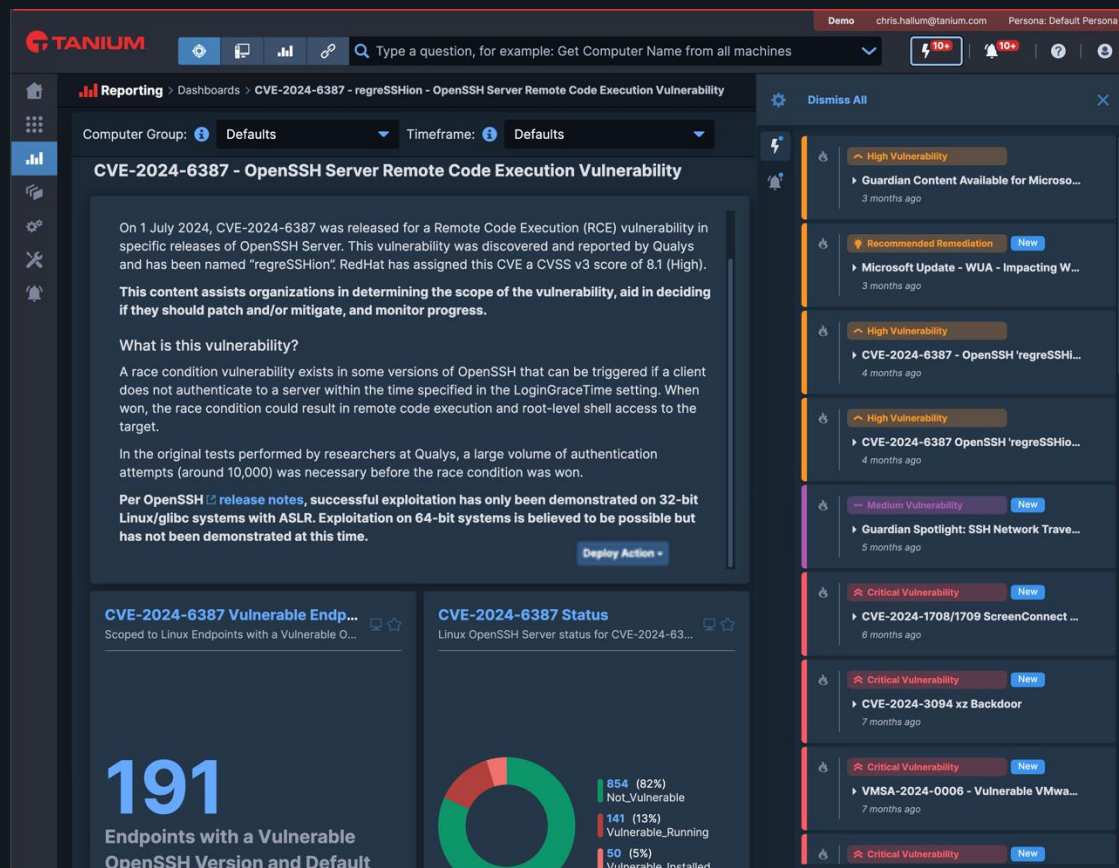 Demo chris.hallum@tanium.com Persona: Default Persona
TANIUM
Type a question, for example: Get Computer Name from all machines
10+
10+
Reporting > Dashboards > CVE-2024-6387 - regreSSHion - OpenSSH Server Remote Code Execution Vulnerability
Computer Group: Defaults Timeframe: Defaults
CVE-2024-6387 - OpenSSH Server Remote Code Execution Vulnerability
On 1 July 2024, CVE-2024-6387 was released for a Remote Code Execution (RCE) vulnerability in
specific releases of OpenSSH Server. This vulnerability was discovered and reported by Qualys
and has been named “regreSSHion”. RedHat has assigned this CVE a CVSS v3 score of 8.1 (High).
This content assists organizations in determining the scope of the vulnerability, aid in deciding
if they should patch and/or mitigate, and monitor progress.
What is this vulnerability?
A race condition vulnerability exists in some versions of OpenSSH that can be triggered if a client
does not authenticate to a server within the time specified in the LoginGraceTime setting. When
won, the race condition could result in remote code execution and root-level shell access to the
target.
In the original tests performed by researchers at Qualys, a large volume of authentication
attempts (around 10,000) was necessary before the race condition was won.
Per OpenSSH release notes, successful exploitation has only been demonstrated on 32-bit
Linux/glibc systems with ASLR. Exploitation on 64-bit systems is believed to be possible but
has not been demonstrated at this time.
Deploy Action
CVE-2024-6387 Vulnerable Endp...
Scoped to Linux Endpoints with a Vulnerable O...
191
Endpoints with a Vulnerable
OpenSSH Version and Default
CVE-2024-6387 Status
Linux OpenSSH Server status for CVE-2024-63...
854 (82%)
Not_Vulnerable
141 (13%)
Vulnerable_Running
50 (5%)
Vulnerable_Installed
Dismiss All
High Vulnerability
Guardian Content Available for Microso...
3 months ago
Recommended Remediation New
Microsoft Update - WUA - Impacting W...
3 months ago
High Vulnerability
CVE-2024-6387 - OpenSSH 'regreSSHi...
4 months ago
High Vulnerability
CVE-2024-6387 OpenSSH 'regreSSHio...
4 months ago
Medium Vulnerability New
Guardian Spotlight: SSH Network Trave...
5 months ago
Critical Vulnerability New
CVE-2024-1708/1709 ScreenConnect ...
6 months ago
Critical Vulnerability New
CVE-2024-3094 xz Backdoor
7 months ago
Critical Vulnerability New
VMSA-2024-0006 - Vulnerable VMwa...
7 months ago
Critical Vulnerability New